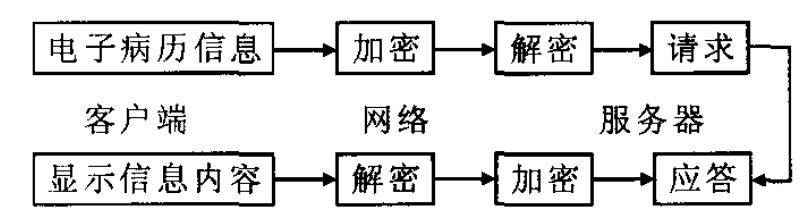 电子病历信息 加密 解密 请求
客户端 网络 服务器
显示信息内容 解密 加密 应答